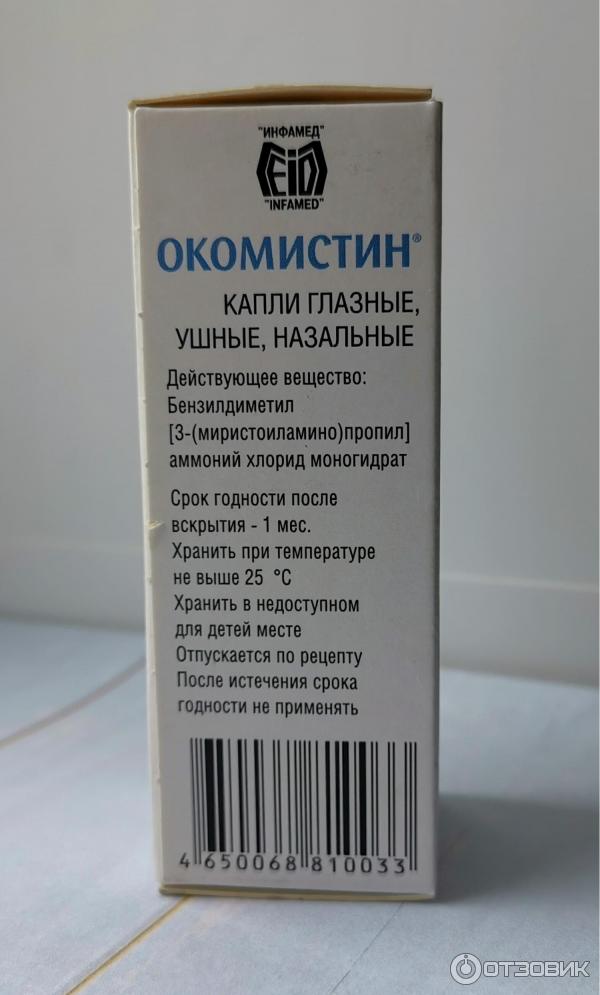 "ИНФАМЕД"
EID
"INFAMED"
ОКОМИСТИН®
КАПЛИ ГЛАЗНЫЕ,
УШНЫЕ, НАЗАЛЬНЫЕ
Действующее вещество:
Бензилдиметил
[3-(миристоиламино)пропил]
аммоний хлорид моногидрат
Срок годности после
вскрытия - 1 мес.
Хранить при температуре
не выше 25 °С
Хранить в недоступном
для детей месте
Отпускается по рецепту
После истечения срока
годности не применять
4 650068 810033
ОТЗОВИК